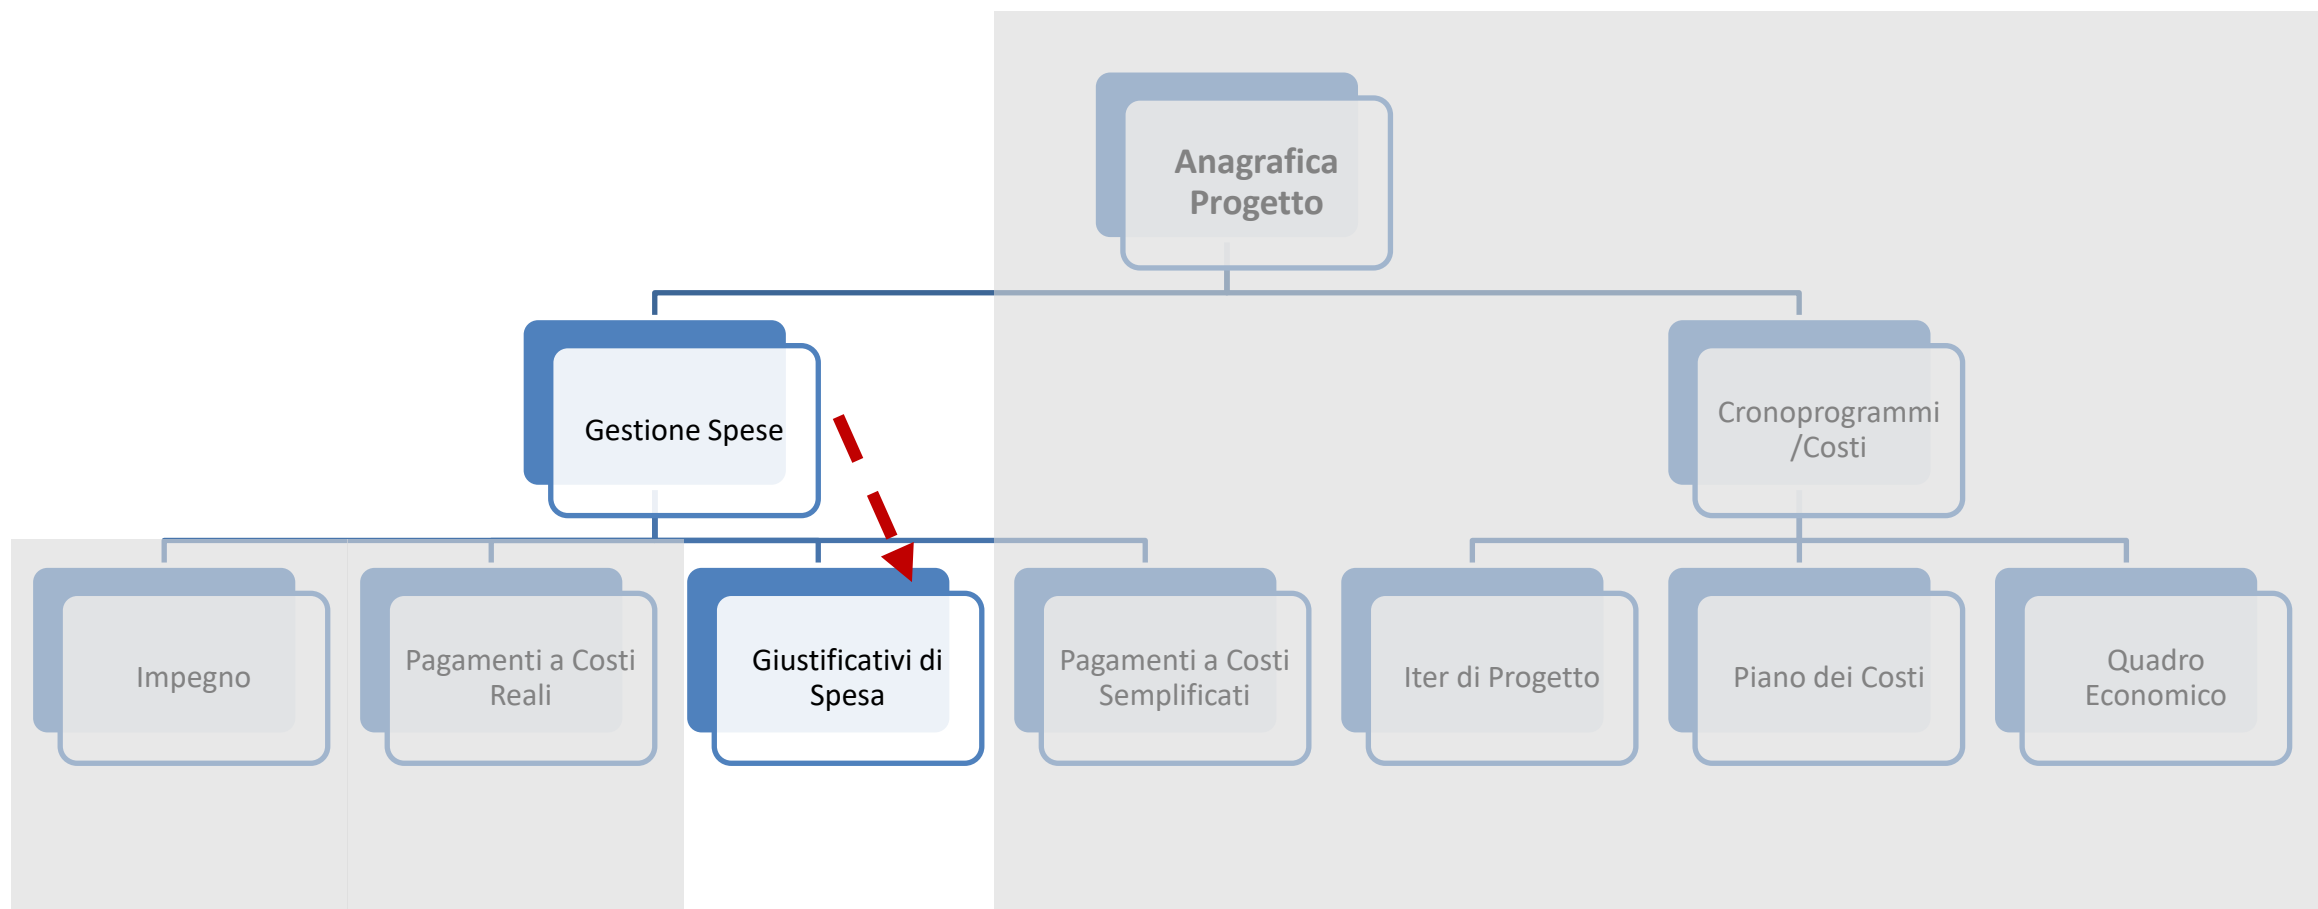 Anagrafica
Progetto
Gestione Spese
Cronoprogrammi
/Costi
Impegno
Pagamenti a Costi
Reali
Giustificativi di
Spesa
Pagamenti a Costi
Semplificati
Iter di Progetto
Piano dei Costi
Quadro
Economico